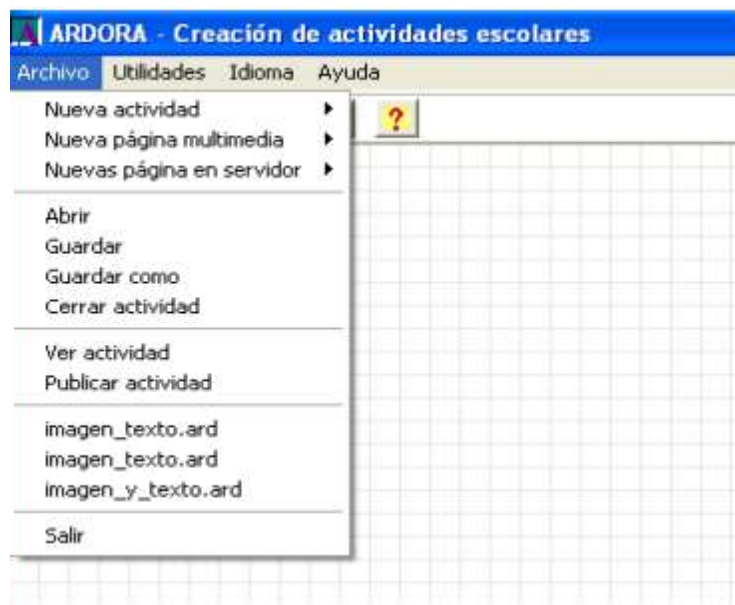 ARDORA - Creación de actividades escolares
Archivo Utilidades Idioma Ayuda
Nueva actividad
?
Nueva página multimedia
Nuevas página en servidor
Abrir
Guardar
Guardar como
Cerrar actividad
Ver actividad
Publicar actividad
imagen_texto.ard
imagen_texto.ard
imagen_y_texto.ard
Salir